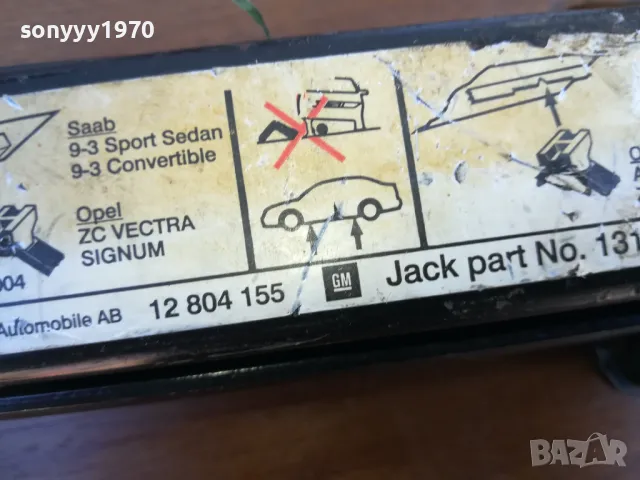 sonyyy1970
Saab
9-3 Sport Sedan
9-3 Convertible
Opel
ZC VECTRA
SIGNUM
004
Automobile AB
12 804 155
GM
Jack part No. 131
BAZAR